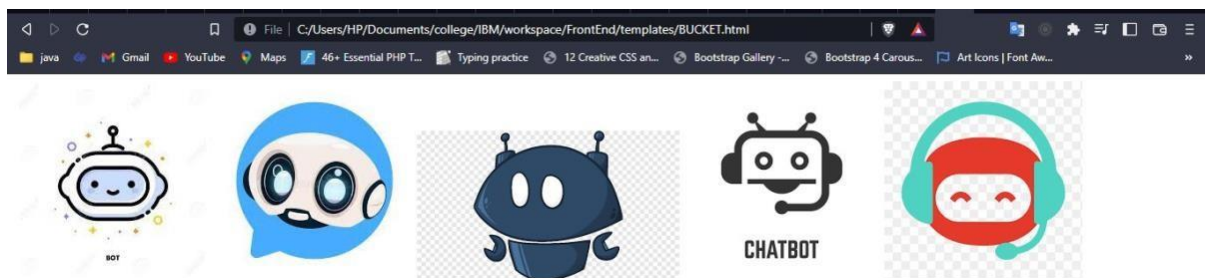 File C:/Users/HP/Documents/college/IBM/workspace/FrontEnd/templates/BUCKET.html
java Gmail YouTube Maps 46+ Essential PHP T... Typing practice 12 Creative CSS an... Bootstrap Gallery -... Bootstrap 4 Carous... Art Icons | Font Aw... »
BOT
CHATBOT